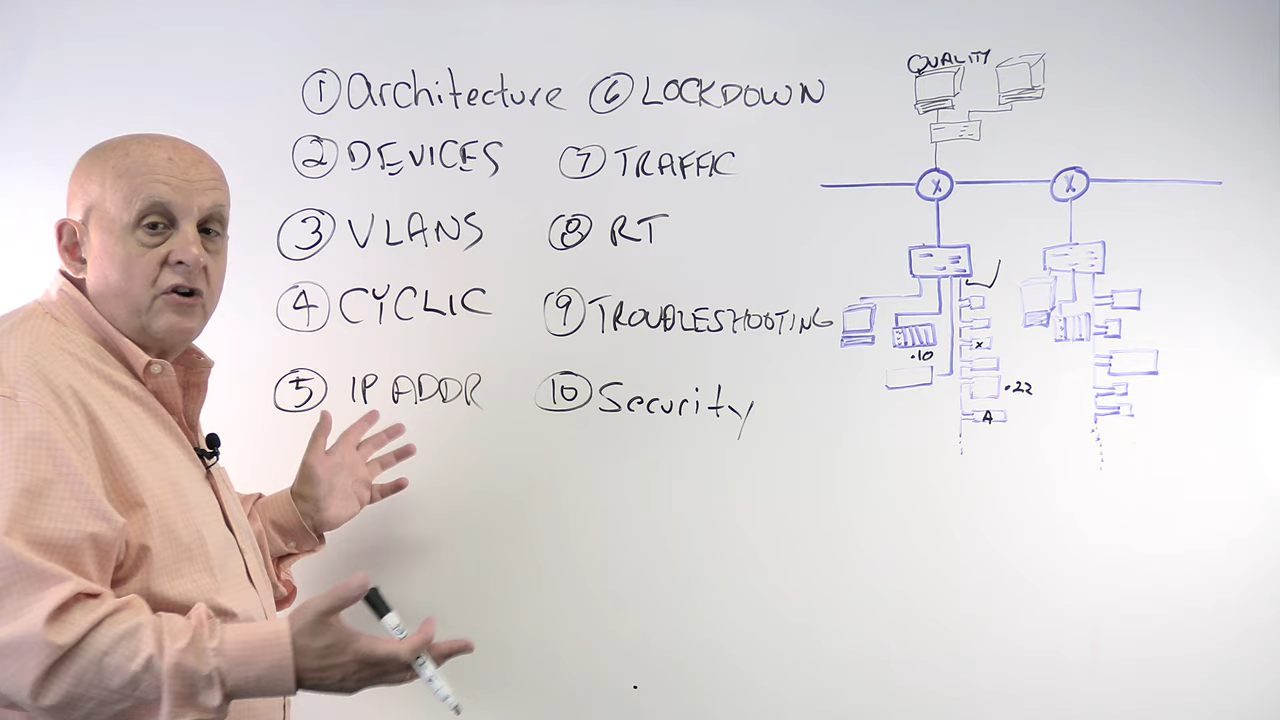 ① Architecture
② DEVICES
③ VLANS
④ CYCLIC
⑤ IP ADDR
⑥ LOCKDOWN
⑦ TRAFFIC
⑧ RT
⑨ TROUBLESHOOTING
⑩ Security
QUALITY
X
X
.10
x
.22
A